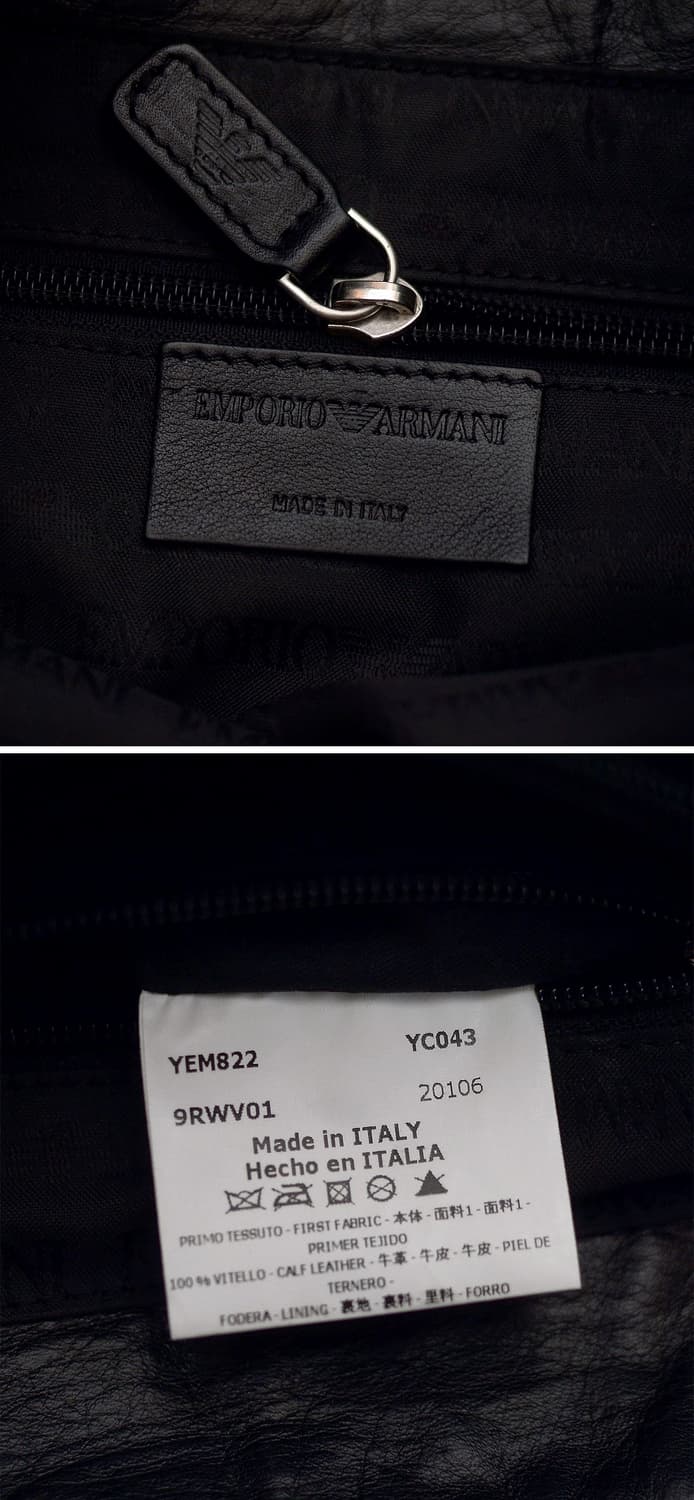 EMPORIO ARMANI
MADE IN ITALY
EMPORIO
YEM822
YC043
9RWV01
20106
Made in ITALY
Hecho en ITALIA
PRIMO TESSUTO - FIRST FABRIC - 本体 - 面料1 - 面料1 -
PRIMER TEJIDO
100 % VITELLO - CALF LEATHER - 牛革 - 牛皮 - 牛皮 - PIEL DE
TERNERO -
FODERA - LINING - 裏地 - 裏料 - 里料 - FORRO